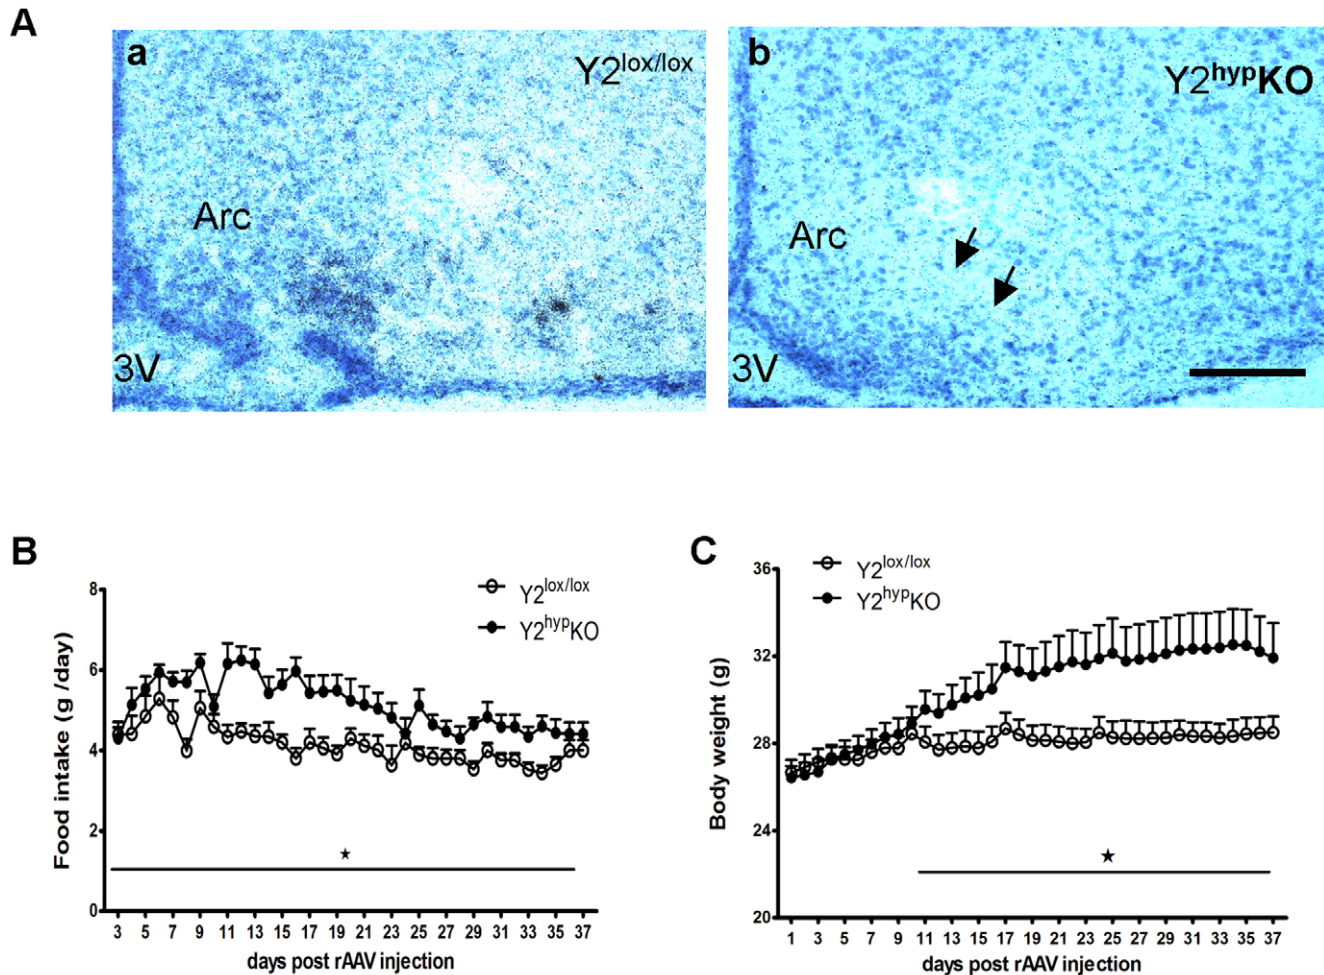 A
a
Y2lox/lox
Arc
3V
b
Y2hypKO
Arc
3V
B
8
6
4
2
0
Food intake (g /day)
Y2lox/lox
Y2hypKO
★
3 5 7 9 11 13 15 17 19 21 23 25 27 29 31 33 35 37
days post rAAV injection
C
36
32
28
24
20
Body weight (g)
Y2lox/lox
Y2hypKO
★
1 3 5 7 9 11 13 15 17 19 21 23 25 27 29 31 33 35 37
days post rAAV injection